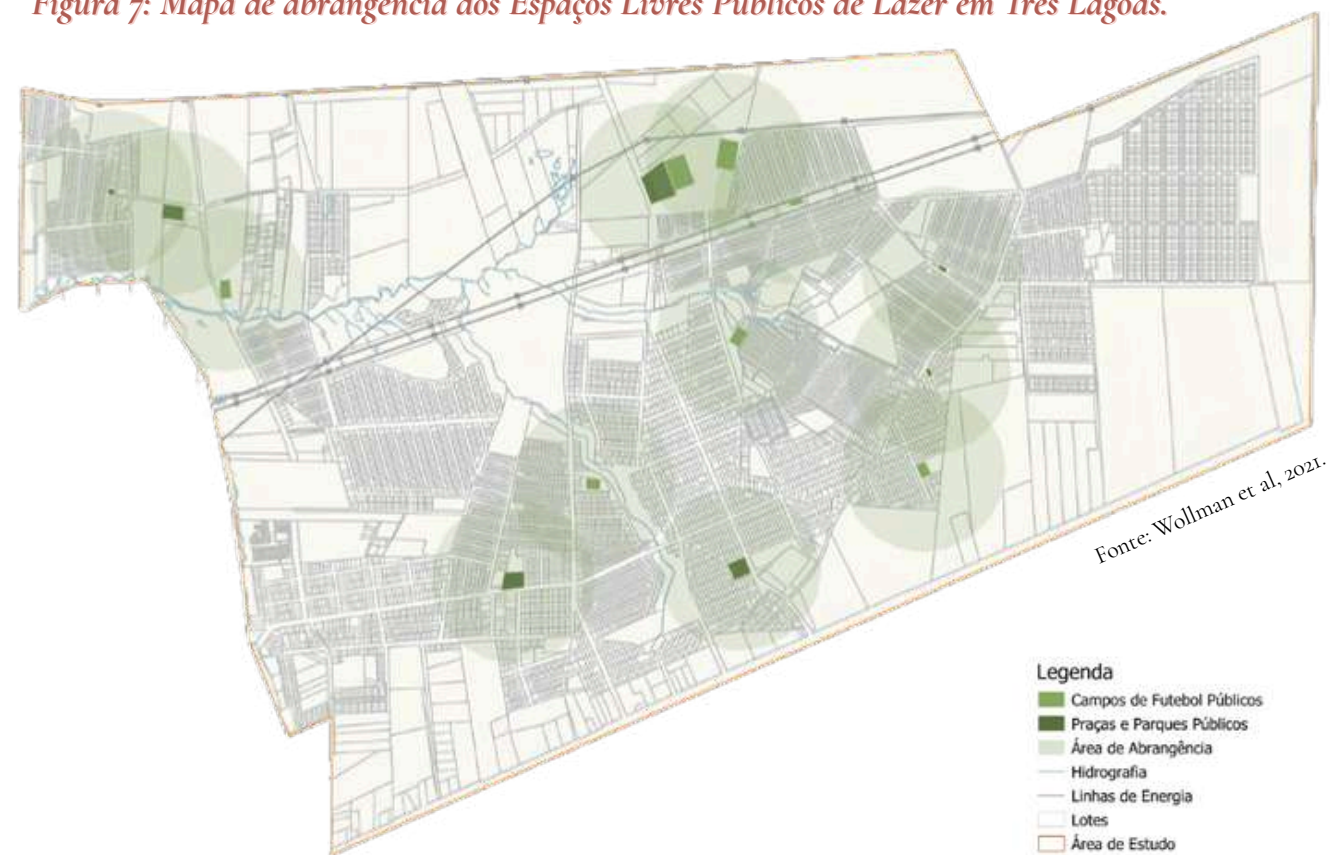 Figura 7: Mapa de abrangência dos Espaços Livres Públicos de Lazer em Três Lagoas.
Fonte: Wollman et al, 2021.
Legenda
Campos de Futebol Públicos
Praças e Parques Públicos
Área de Abrangência
Hidrografia
Linhas de Energia
Lotes
Área de Estudo